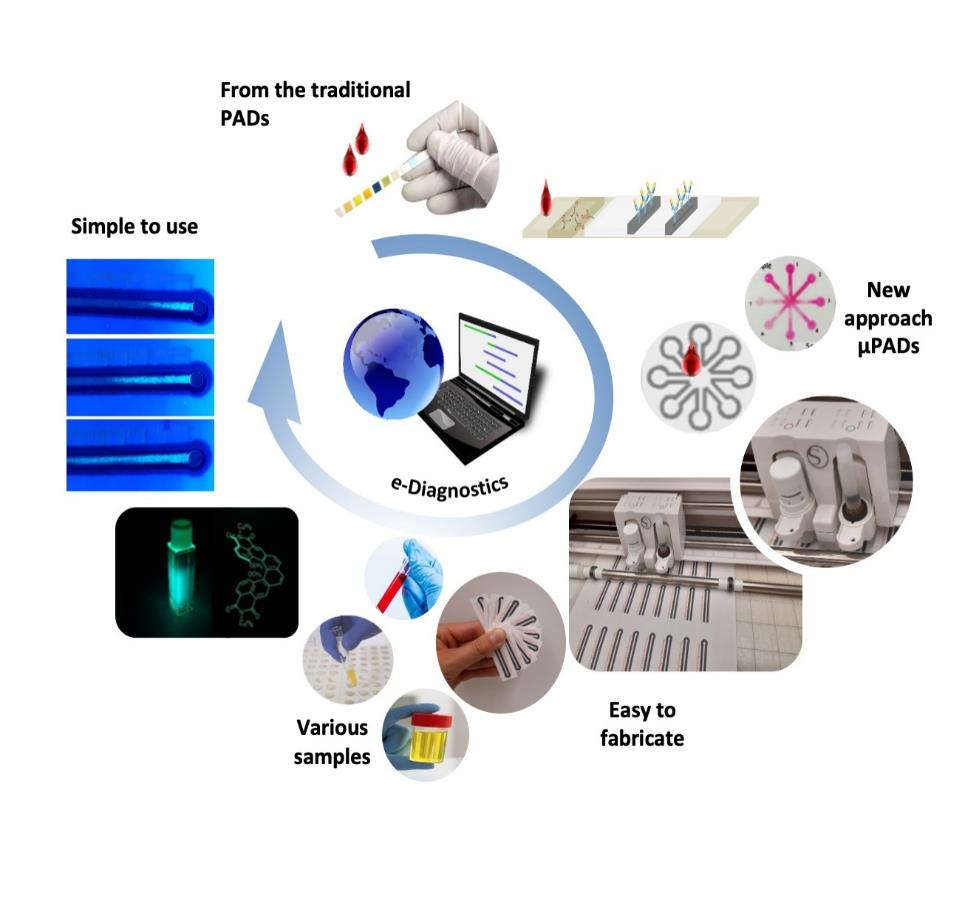 From the traditional
PADs
Simple to use
New
approach
µPADs
e-Diagnostics
Various
samples
Easy to
fabricate